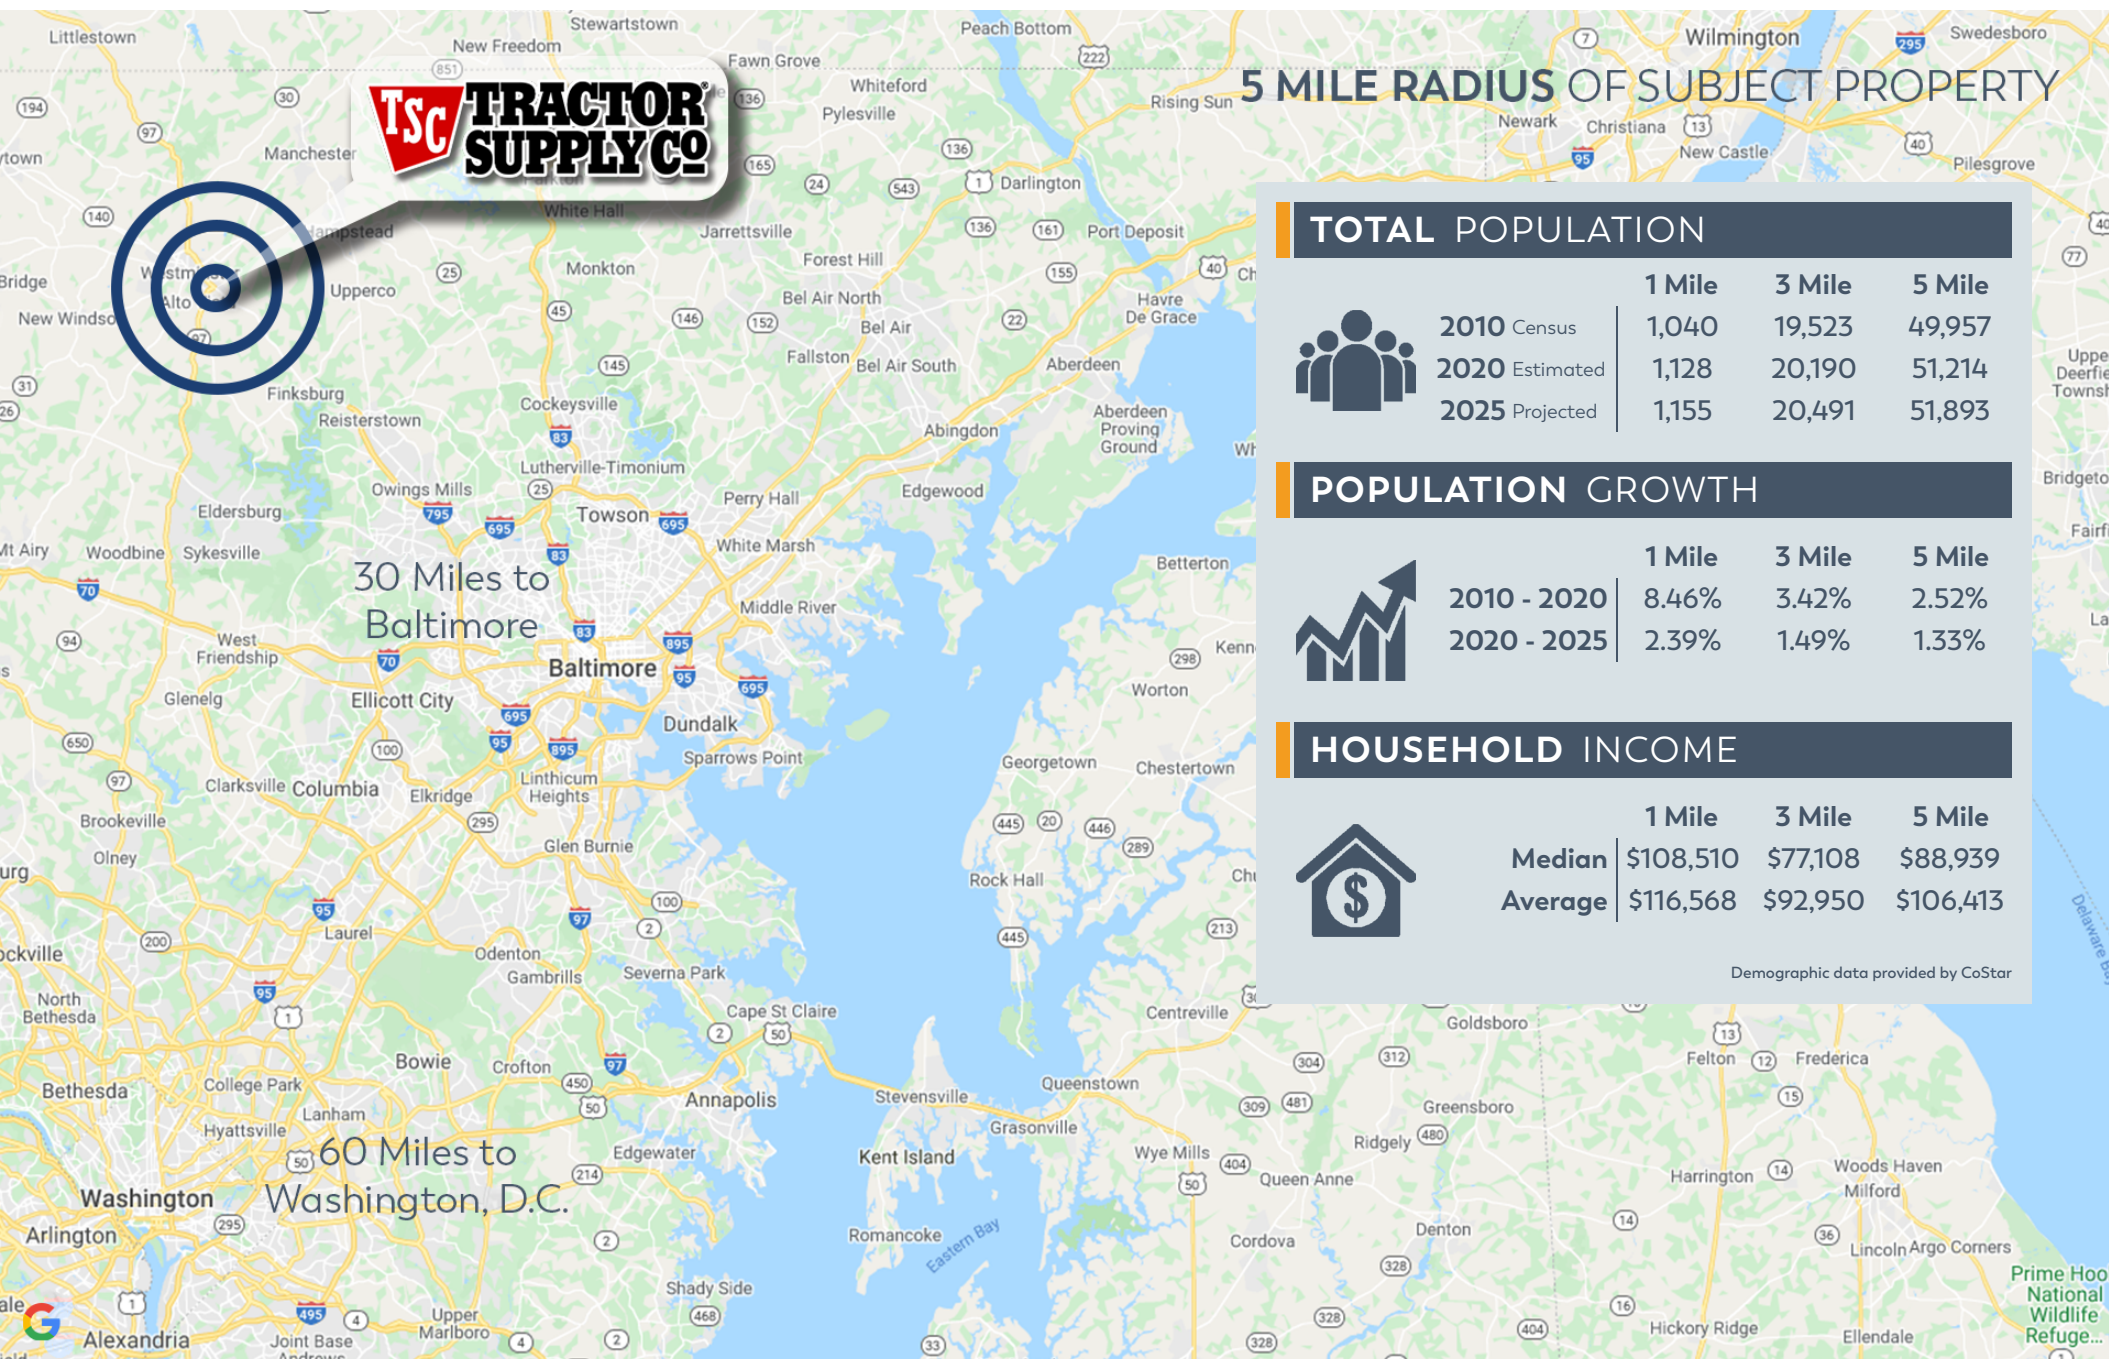 5 MILE RADIUS OF SUBJECT PROPERTY
TSC TRACTOR
SUPPLY CO
TOTAL POPULATION
1 Mile 3 Mile 5 Mile
2010 Census 1,040 19,523 49,957
2020 Estimated 1,128 20,190 51,214
2025 Projected 1,155 20,491 51,893
POPULATION GROWTH
1 Mile 3 Mile 5 Mile
2010 - 2020 8.46% 3.42% 2.52%
2020 - 2025 2.39% 1.49% 1.33%
HOUSEHOLD INCOME
1 Mile 3 Mile 5 Mile
Median $108,510 $77,108 $88,939
Average $116,568 $92,950 $106,413
Demographic data provided by CoStar
30 Miles to
Baltimore
60 Miles to
Washington, D.C.
Littlestown
Stewartstown
New Freedom
Fawn Grove
Peach Bottom
Whiteford
Pylesville
Rising Sun
Wilmington
Swedesboro
Newark
Christiana
New Castle
Pilesgrove
Manchester
White Hall
Hampstead
Darlington
Jarrettsville
Port Deposit
Upperco
Monkton
Forest Hill
Bel Air North
Bel Air
Havre
De Grace
Fallston
Bel Air South
Aberdeen
Finksburg
Reisterstown
Cockeysville
Abingdon
Aberdeen
Proving
Ground
Lutherville-Timonium
Owings Mills
Perry Hall
Edgewood
Eldersburg
Towson
White Marsh
Mt Airy
Woodbine
Sykesville
Betterton
Middle River
West
Friendship
Baltimore
Worton
Glenelg
Ellicott City
Dundalk
Sparrows Point
Georgetown
Chestertown
Clarksville
Columbia
Elkridge
Linthicum
Heights
Brookeville
Olney
Glen Burnie
Rock Hall
Laurel
Odenton
Gambrills
Severna Park
North
Bethesda
Cape St Claire
Centreville
Goldsboro
Felton
Frederica
Bowie
Crofton
Bethesda
College Park
Lanham
Hyattsville
Annapolis
Stevensville
Queenstown
Grasonville
Greensboro
Ridgely
Edgewater
Kent Island
Wye Mills
Queen Anne
Harrington
Woods Haven
Milford
Washington
Arlington
Romancoke
Eastern Bay
Cordova
Denton
Lincoln
Argo Corners
Shady Side
Prime Hoo
National
Wildlife
Refuge...
Alexandria
Joint Base
Upper
Marlboro
Hickory Ridge
Ellendale